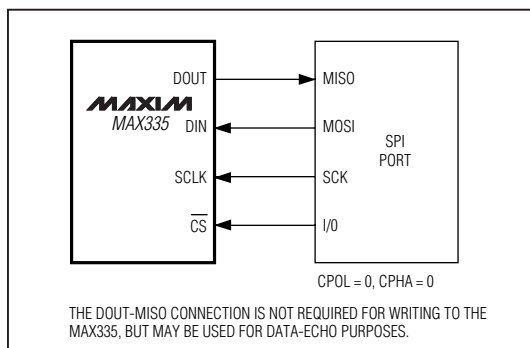 DOUT MISO
MAXIM
MAX335
DIN MOSI
SPI
PORT
SCLK SCK
CS I/0
CPOL = 0, CPHA = 0
THE DOUT-MISO CONNECTION IS NOT REQUIRED FOR WRITING TO THE
MAX335, BUT MAY BE USED FOR DATA-ECHO PURPOSES.